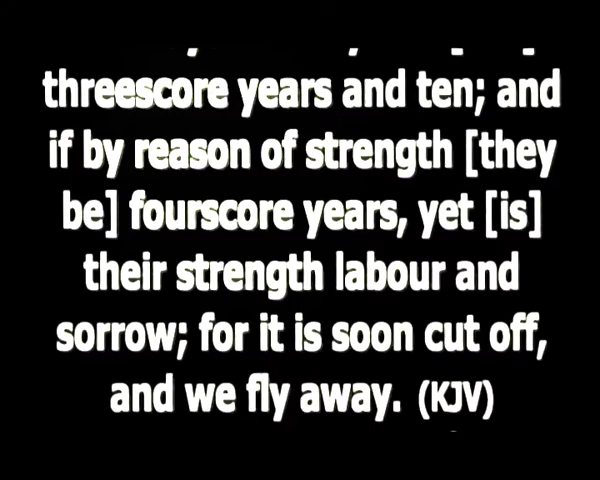 threescore years and ten; and
if by reason of strength [they
be] fourscore years, yet [is]
their strength labour and
sorrow; for it is soon cut off,
and we fly away. (KJV)